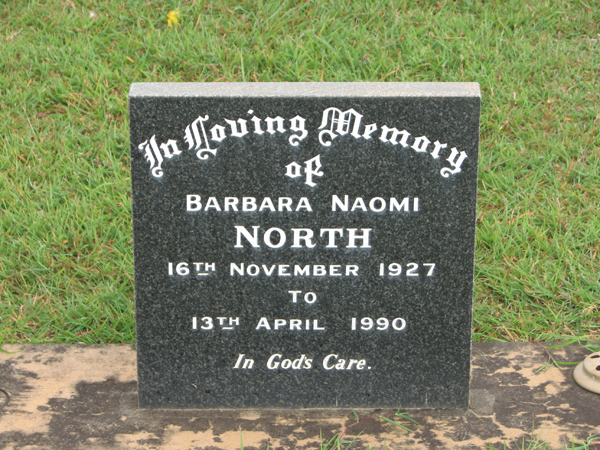 In Loving Memory
of
BARBARA NAOMI
NORTH
16TH NOVEMBER 1927
TO
13TH APRIL 1990
In God's Care.